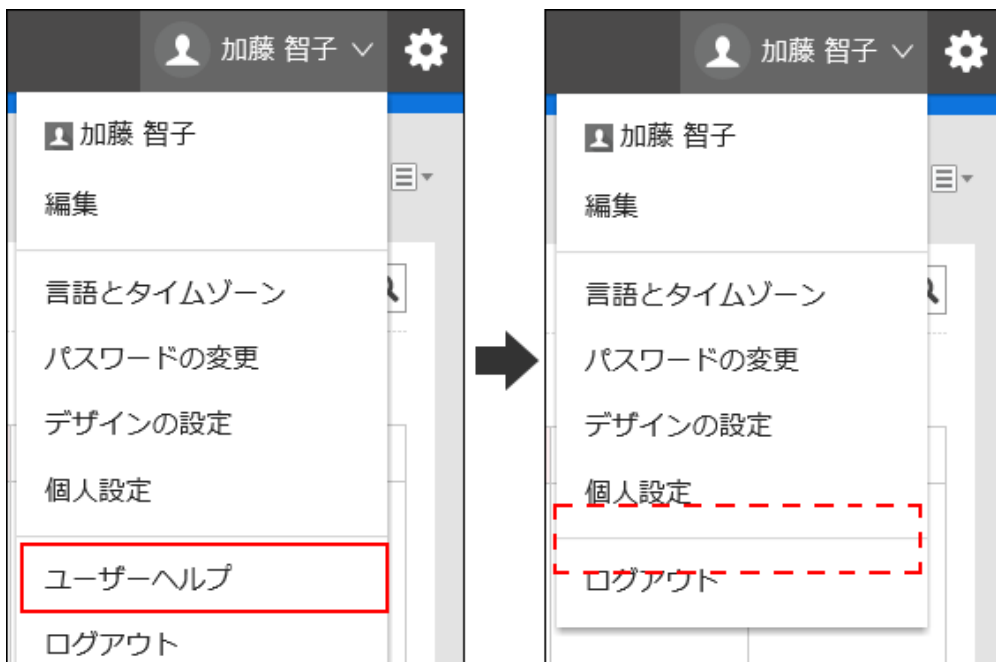 加藤 智子
加藤 智子
編集
言語とタイムゾーン
パスワードの変更
デザインの設定
個人設定
ユーザーヘルプ
ログアウト
加藤 智子
加藤 智子
編集
言語とタイムゾーン
パスワードの変更
デザインの設定
個人設定
ログアウト